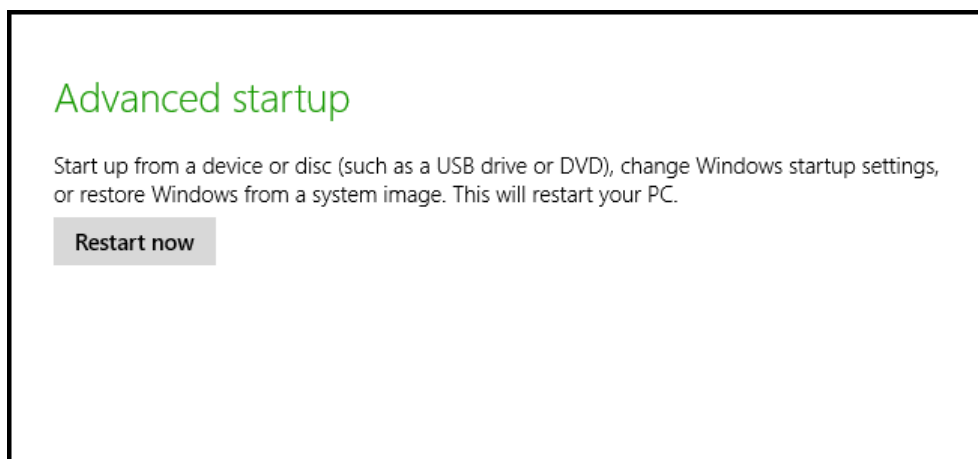 Advanced startup
Start up from a device or disc (such as a USB drive or DVD), change Windows startup settings,
or restore Windows from a system image. This will restart your PC.
Restart now